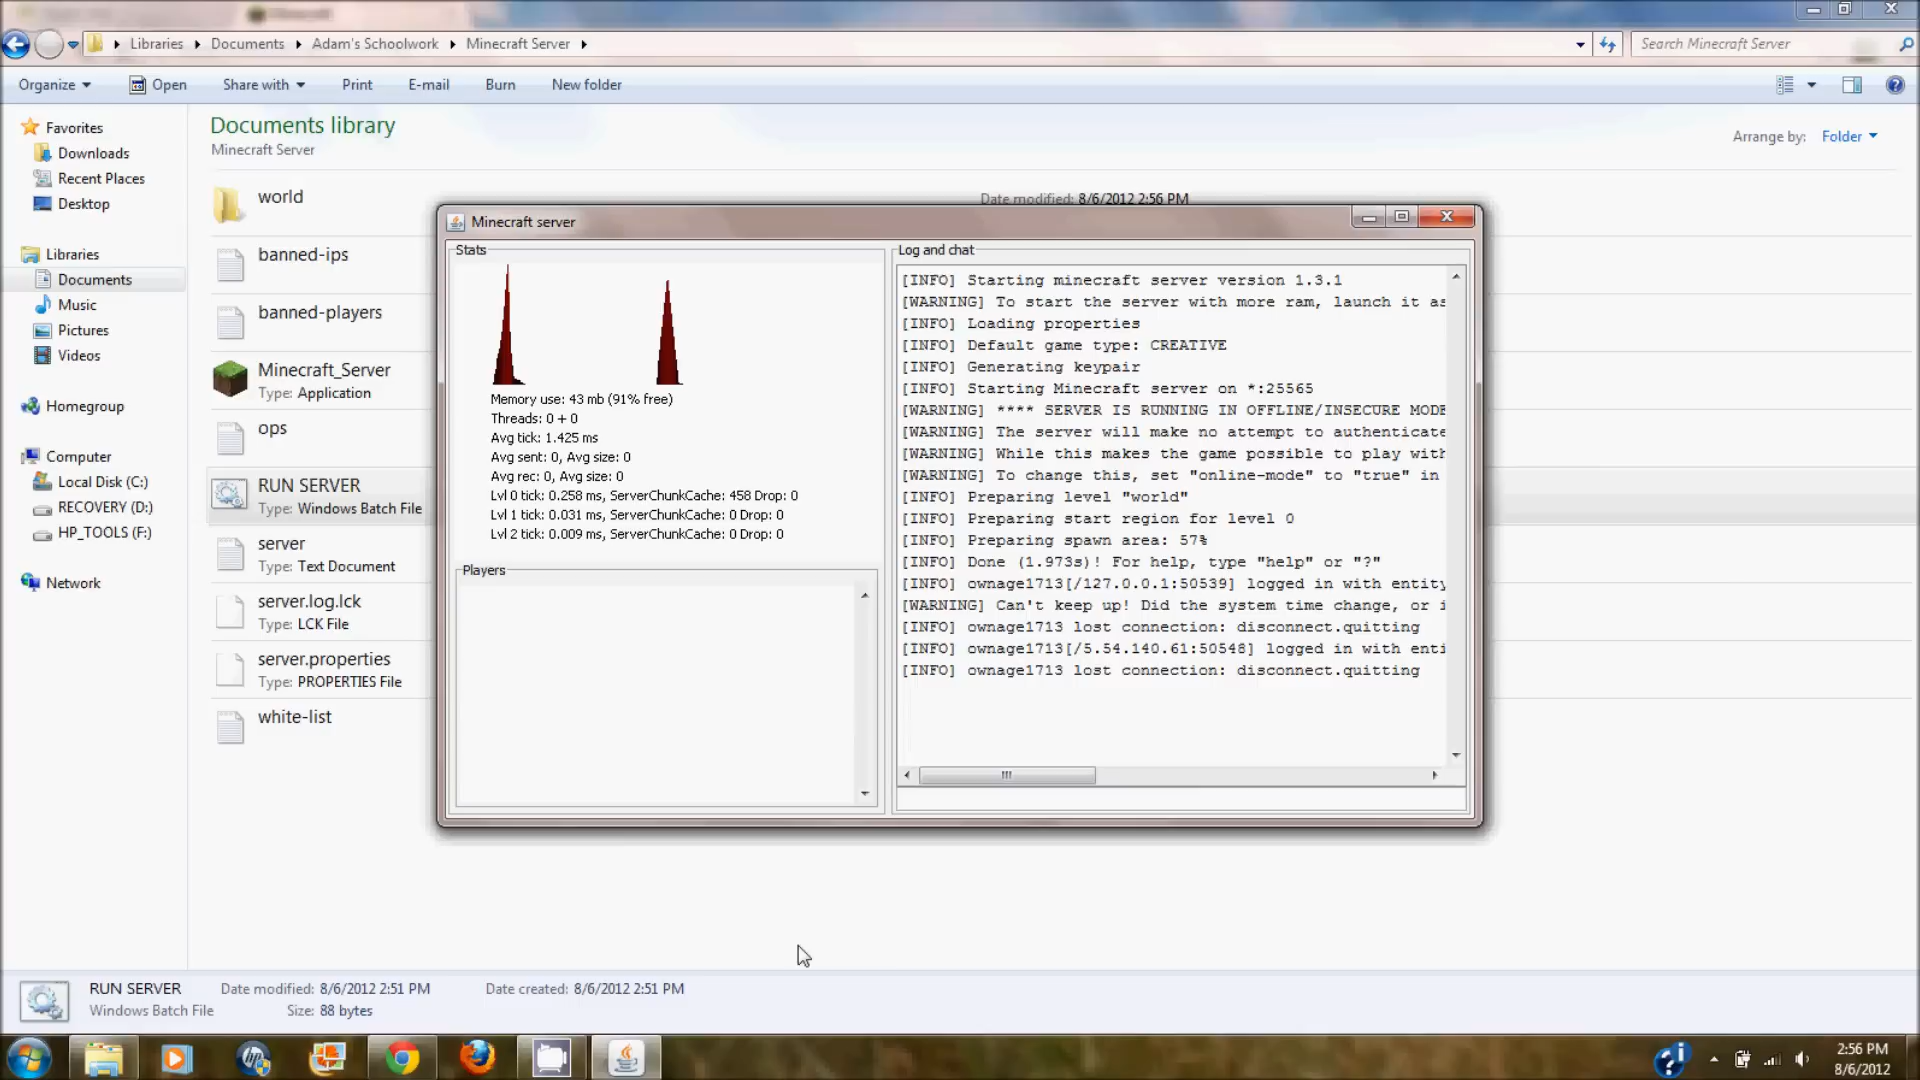 Libraries Documents Adam's Schoolwork Minecraft Server
Search Minecraft Server
Organize Open Share with Print E-mail Burn New folder
Favorites
Downloads
Recent Places
Desktop
Libraries
Documents
Music
Pictures
Videos
Homegroup
Computer
Local Disk (C:)
RECOVERY (D:)
HP_TOOLS (F:)
Network
Documents library
Minecraft Server
Arrange by: Folder
world
Date modified: 8/6/2012 2:56 PM
banned-ips
banned-players
Minecraft_Server
Type: Application
ops
RUN SERVER
Type: Windows Batch File
server
Type: Text Document
server.log.lck
Type: LCK File
server.properties
Type: PROPERTIES File
white-list
Minecraft server
Stats
Memory use: 43 mb (91% free)
Threads: 0 + 0
Avg tick: 1.425 ms
Avg sent: 0, Avg size: 0
Avg rec: 0, Avg size: 0
Lvl 0 tick: 0.258 ms, ServerChunkCache: 458 Drop: 0
Lvl 1 tick: 0.031 ms, ServerChunkCache: 0 Drop: 0
Lvl 2 tick: 0.009 ms, ServerChunkCache: 0 Drop: 0
Players
Log and chat
[INFO] Starting minecraft server version 1.3.1
[WARNING] To start the server with more ram, launch it as
[INFO] Loading properties
[INFO] Default game type: CREATIVE
[INFO] Generating keypair
[INFO] Starting Minecraft server on *:25565
[WARNING] **** SERVER IS RUNNING IN OFFLINE/INSECURE MODE
[WARNING] The server will make no attempt to authenticate
[WARNING] While this makes the game possible to play with
[WARNING] To change this, set "online-mode" to "true" in
[INFO] Preparing level "world"
[INFO] Preparing start region for level 0
[INFO] Preparing spawn area: 57%
[INFO] Done (1.973s)! For help, type "help" or "?"
[INFO] ownage1713[/127.0.0.1:50539] logged in with entity
[WARNING] Can't keep up! Did the system time change, or i
[INFO] ownage1713 lost connection: disconnect.quitting
[INFO] ownage1713[/5.54.140.61:50548] logged in with enti
[INFO] ownage1713 lost connection: disconnect.quitting
RUN SERVER Date modified: 8/6/2012 2:51 PM Date created: 8/6/2012 2:51 PM
Windows Batch File Size: 88 bytes
hp
2:56 PM
8/6/2012